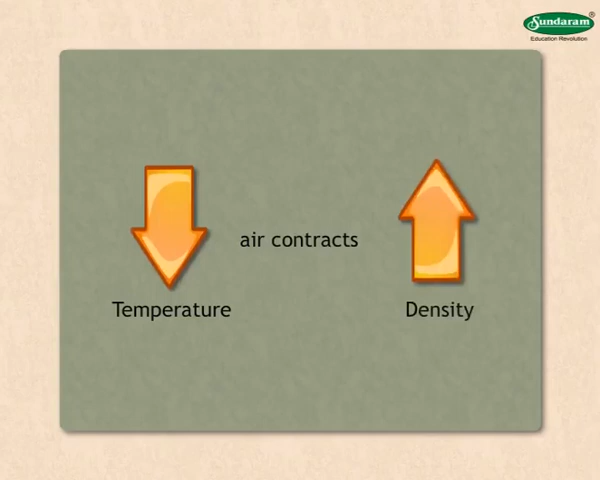 Sundaram®
Education Revolution
air contracts
Temperature
Density